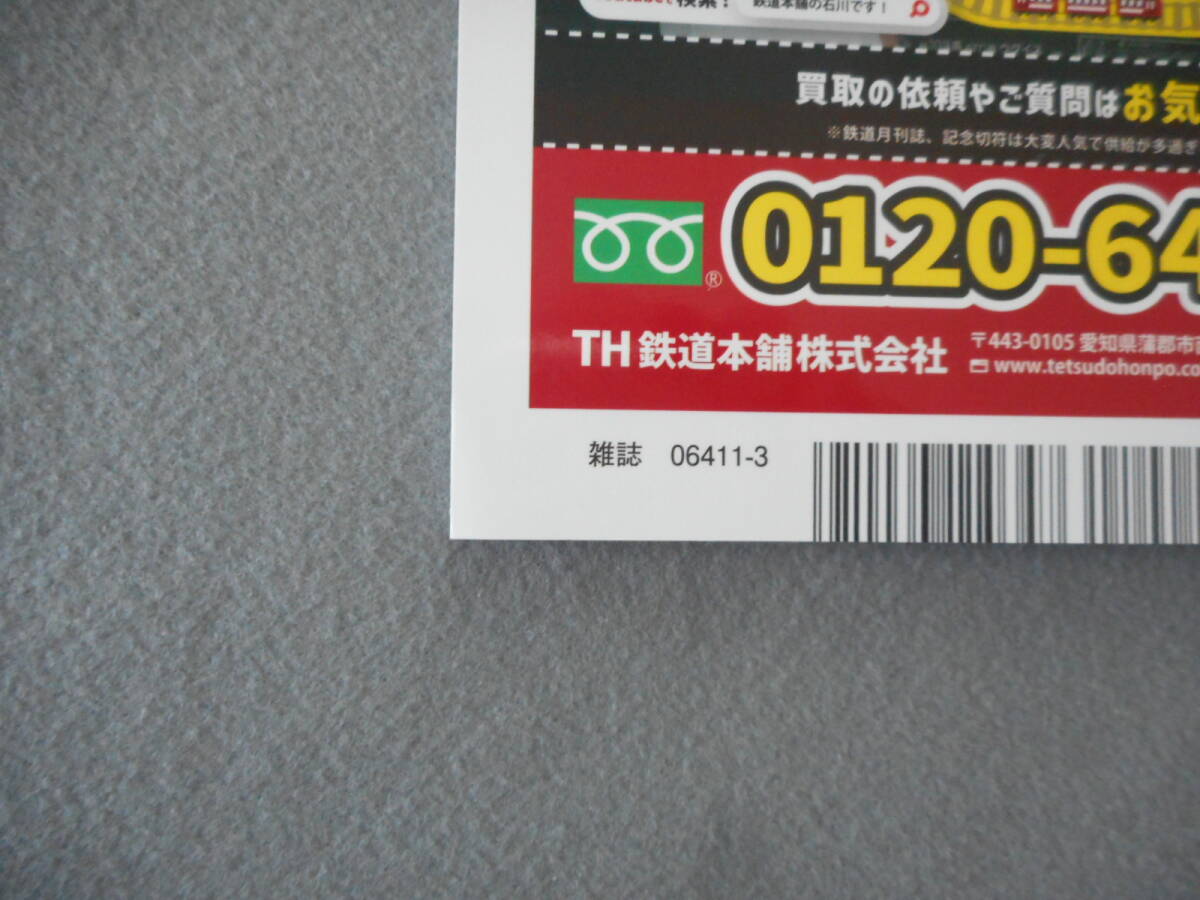 検索:
鉄道本舗の石川です!
買取の依頼やご質問はお気
※鉄道月刊誌、記念切符は大変人気で供給が多過ぎ
®
0120-64
TH 鉄道本舗株式会社
〒443-0105 愛知県蒲郡市
www.tetsudohonpo.co
雑誌 06411-3